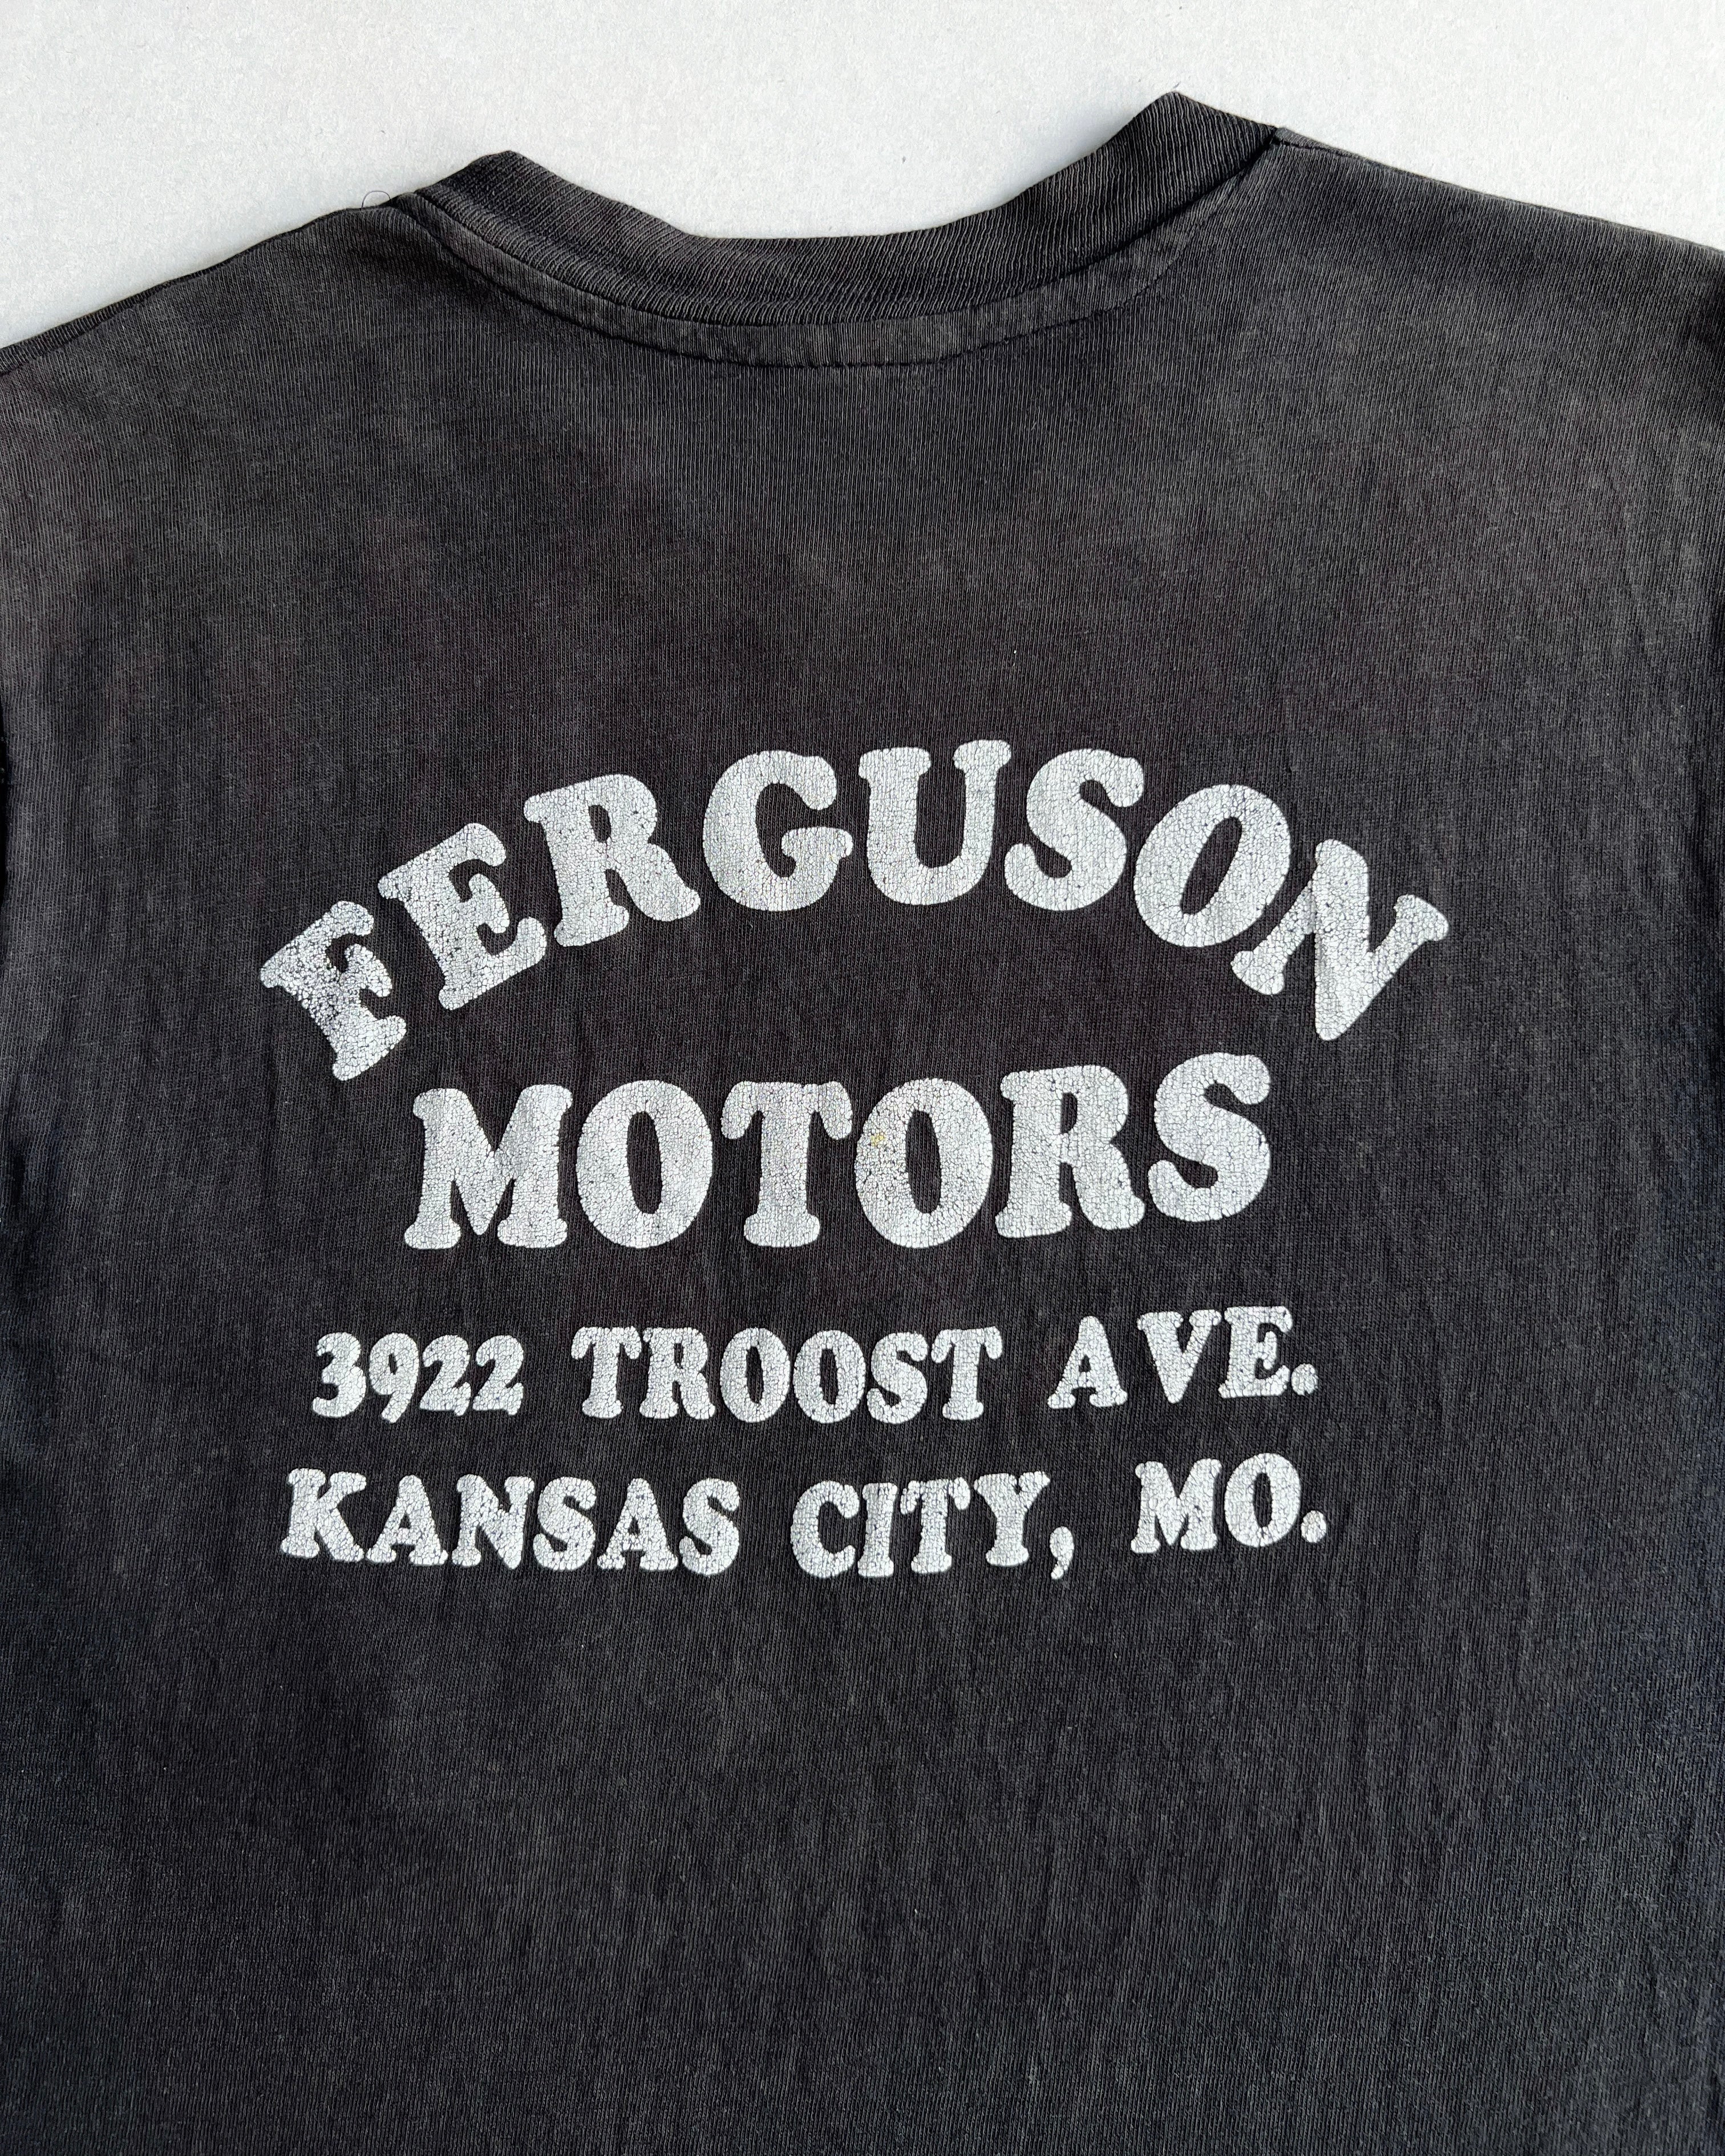 FERGUSON
MOTORS
3922 TROOST AVE.
KANSAS CITY, MO.